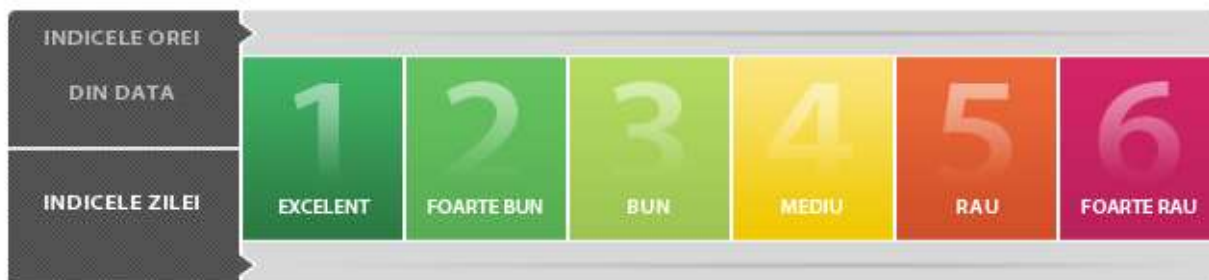 INDICELE OREI
DIN DATA
INDICELE ZILEI
1
EXCELENT
2
FOARTE BUN
3
BUN
4
MEDIU
5
RAU
6
FOARTE RAU